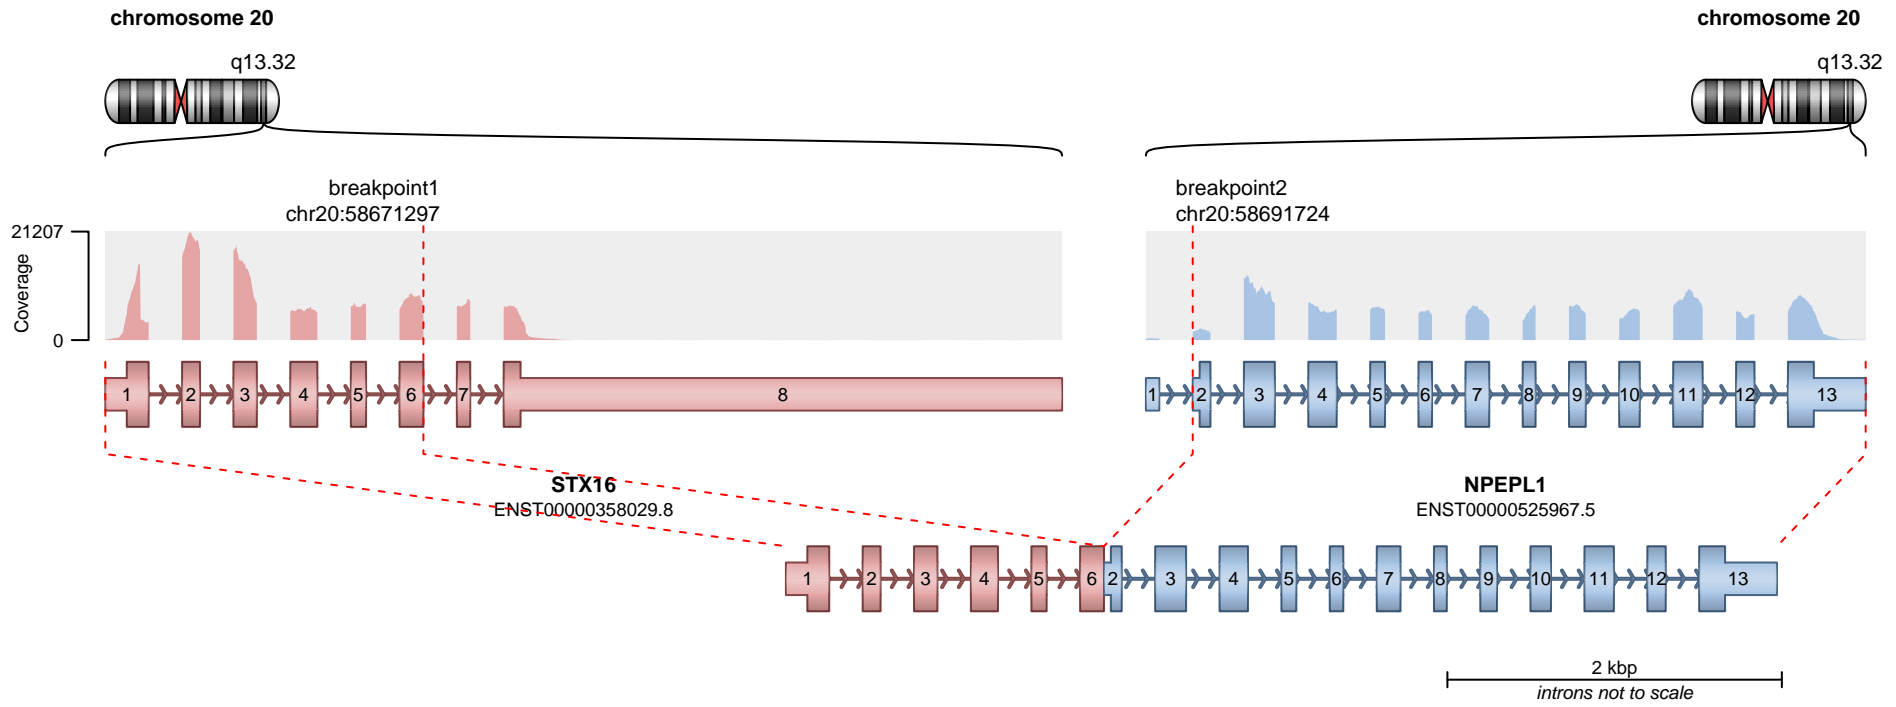 chromosome 20
chromosome 20
q13.32
q13.32
breakpoint1
chr20:58671297
breakpoint2
chr20:58691724
21207
Coverage
0
1 2 3 4 5 6 7 8
1 2 3 4 5 6 7 8 9 10 11 12 13
STX16
ENST00000358029.8
NPEPL1
ENST00000525967.5
1 2 3 4 5 6 2 3 4 5 6 7 8 9 10 11 12 13
2 kbp
introns not to scale